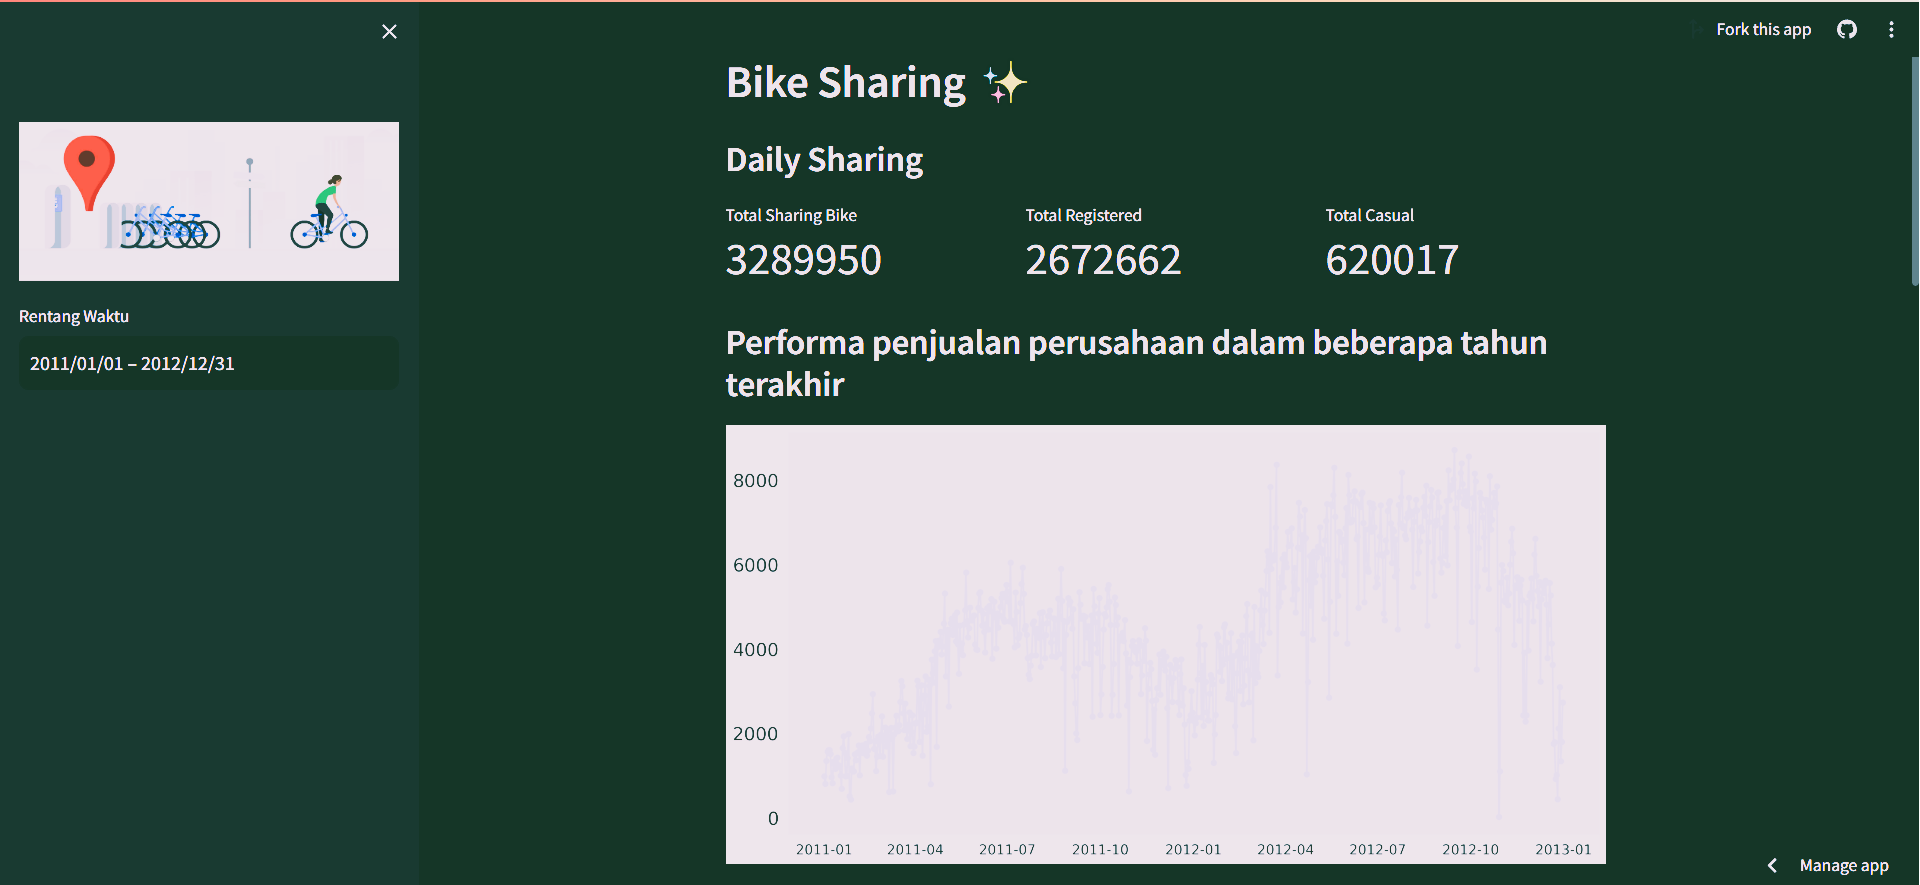 Fork this app
Bike Sharing ✨
Daily Sharing
Total Sharing Bike
3289950
Total Registered
2672662
Total Casual
620017
Rentang Waktu
2011/01/01 – 2012/12/31
Performa penjualan perusahaan dalam beberapa tahun
terakhir
8000
6000
4000
2000
0
2011-01 2011-04 2011-07 2011-10 2012-01 2012-04 2012-07 2012-10 2013-01
Manage app